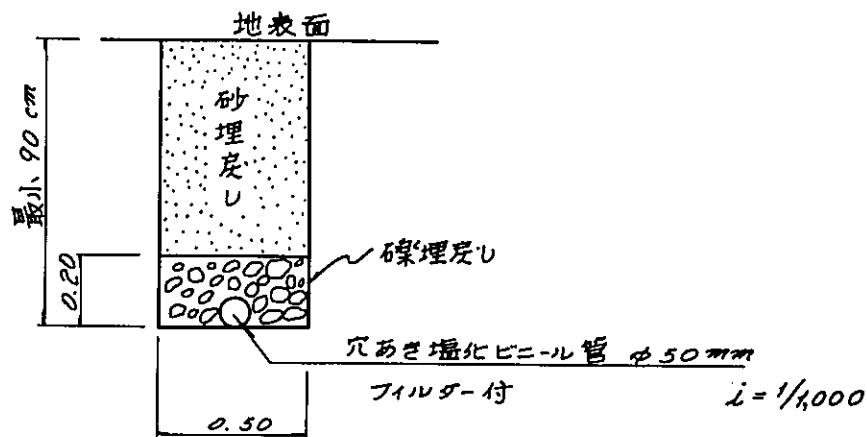 地表面
最小、90 cm
砂埋戻し
0.20
礫埋戻し
穴あき塩化ビニール管 φ50mm
フィルター付
i = 1/1,000
0.50